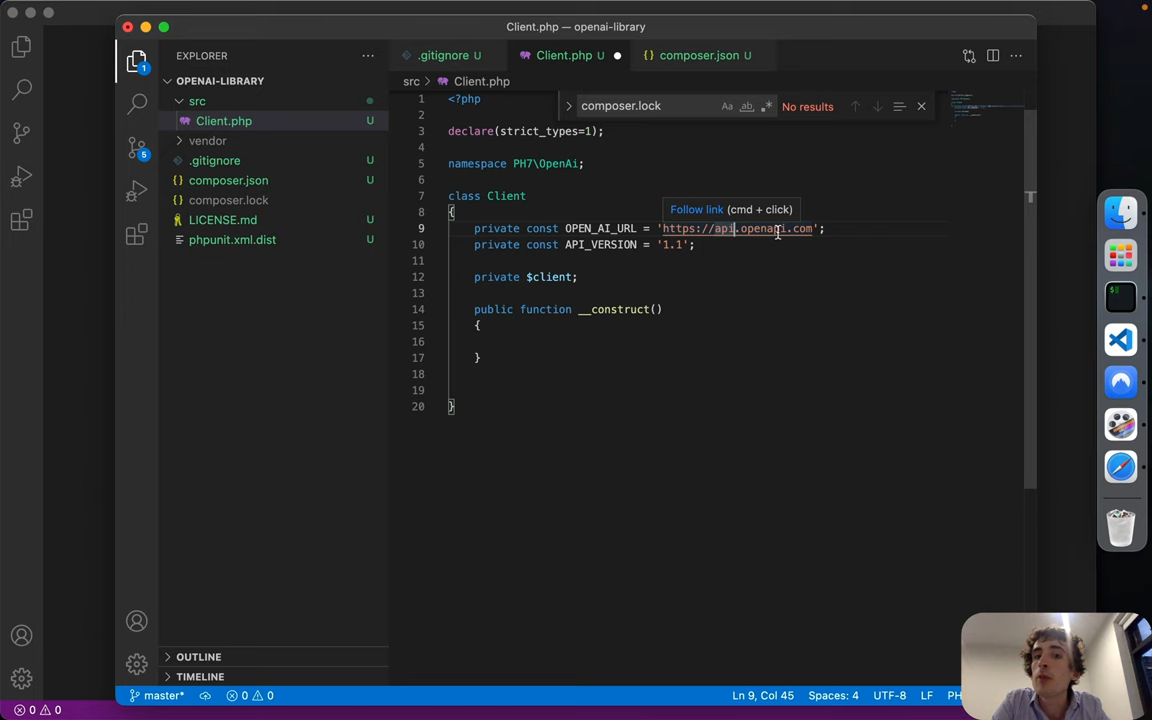 Client.php — openai-library
EXPLORER
.gitignore U
Client.php U
composer.json U
OPENAI-LIBRARY
src
Client.php
U
vendor
.gitignore
U
composer.json
U
composer.lock
LICENSE.md
U
phpunit.xml.dist
U
OUTLINE
TIMELINE
1
5
src > Client.php
composer.lock
Aa
ab
.*
No results
1 <?php
2
3 declare(strict_types=1);
4
5 namespace PH7\OpenAi;
6
7 class Client
Follow link (cmd + click)
8 {
9 private const OPEN_AI_URL = 'https://api.openapi.com';
10 private const API_VERSION = '1.1';
11
12 private $client;
13
14 public function __construct()
15 {
16
17 }
18
19
20 }
master*
0 0
Ln 9, Col 45
Spaces: 4
UTF-8
LF
PH
0 0